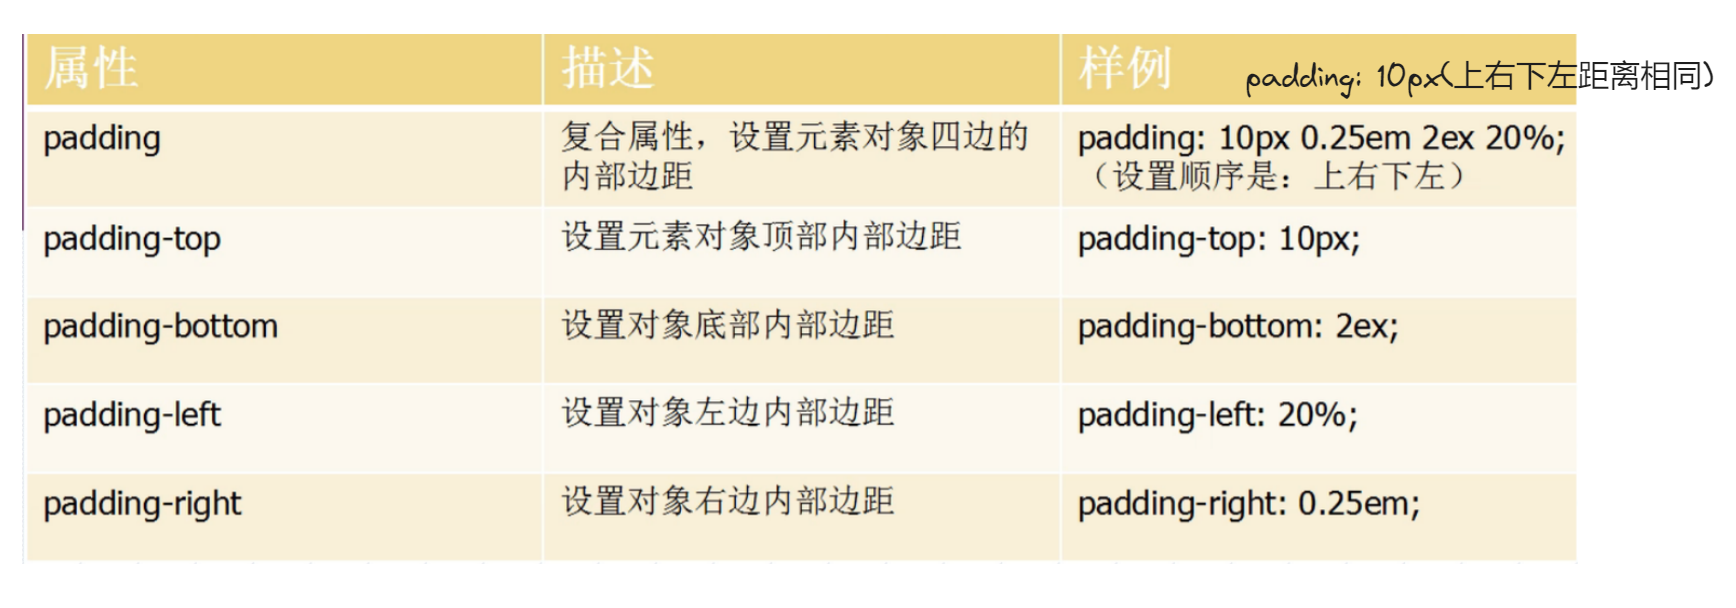 属性 描述 样例 padding: 10px(上右下左距离相同)
padding 复合属性，设置元素对象四边的 padding: 10px 0.25em 2ex 20%;
内部边距 （设置顺序是：上右下左）
padding-top 设置元素对象顶部内部边距 padding-top: 10px;
padding-bottom 设置对象底部内部边距 padding-bottom: 2ex;
padding-left 设置对象左边内部边距 padding-left: 20%;
padding-right 设置对象右边内部边距 padding-right: 0.25em;